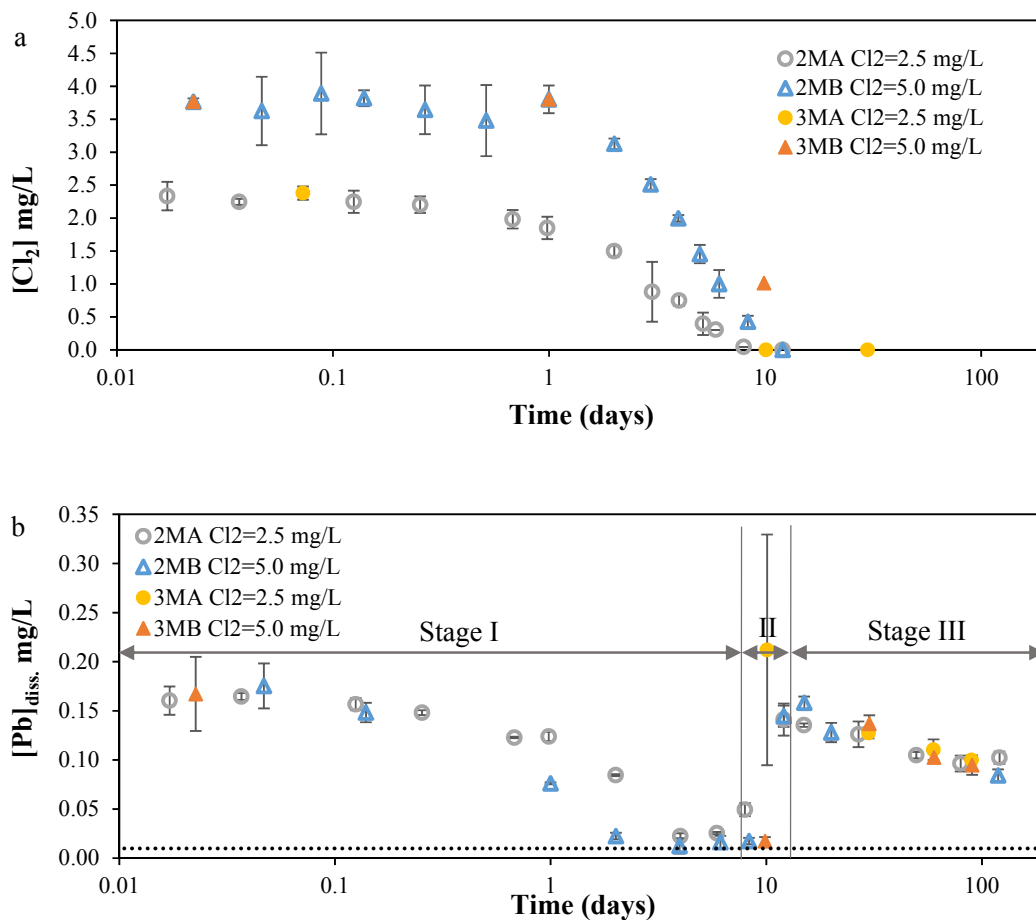 a
5.0
4.5
4.0
3.5
3.0
2.5
2.0
1.5
1.0
0.5
0.0
[Cl₂] mg/L
2MA Cl2=2.5 mg/L
2MB Cl2=5.0 mg/L
3MA Cl2=2.5 mg/L
3MB Cl2=5.0 mg/L
0.01 0.1 1 10 100
Time (days)
b
0.35
0.30
0.25
0.20
0.15
0.10
0.05
0.00
[Pb]diss. mg/L
2MA Cl2=2.5 mg/L
2MB Cl2=5.0 mg/L
3MA Cl2=2.5 mg/L
3MB Cl2=5.0 mg/L
Stage I II Stage III
0.01 0.1 1 10 100
Time (days)